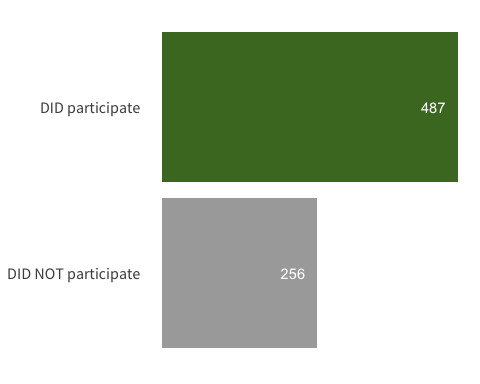 DID participate
487
DID NOT participate
256